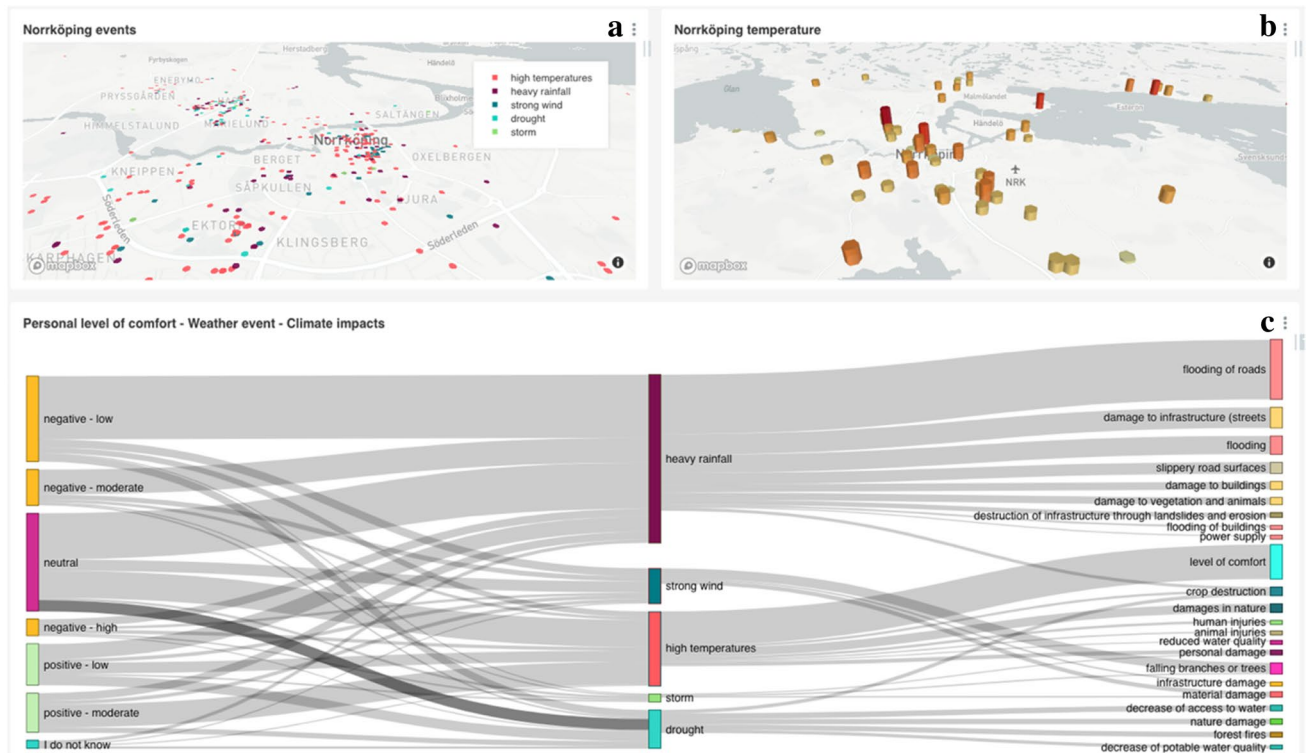 Norrköping events
a
Herstadberg
Fyrbyskogen
Händelö
ENEBYMO
PRYSSGÅRDEN
HIMMELSTALUND
MARIELUND
SALTÄNGEN
Norrköping
BERGET
OXELBERGEN
KNEIPPEN
SÅPKULLEN
LJURA
Söderleden
EKTOR
KLINGSBERG
Söderleden
KARPHAGEN
mapbox
high temperatures
heavy rainfall
strong wind
drought
storm
Norrköping temperature
b
Glan
Malmölandet
Esterön
Händelö
Norrköping
NRK
mapbox
Personal level of comfort - Weather event - Climate impacts
c
negative - low
negative - moderate
neutral
negative - high
positive - low
positive - moderate
I do not know
heavy rainfall
strong wind
high temperatures
storm
drought
flooding of roads
damage to infrastructure (streets
flooding
slippery road surfaces
damage to buildings
damage to vegetation and animals
destruction of infrastructure through landslides and erosion
flooding of buildings
power supply
level of comfort
crop destruction
damages in nature
human injuries
animal injuries
reduced water quality
personal damage
falling branches or trees
infrastructure damage
material damage
decrease of access to water
nature damage
forest fires
decrease of potable water quality